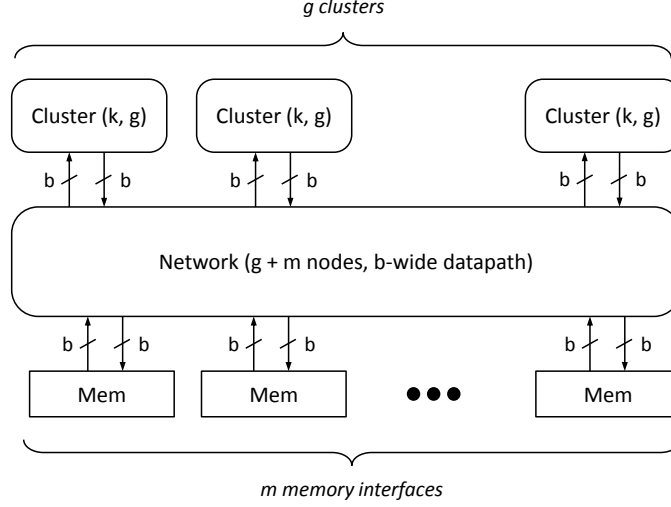 g clusters
Cluster (k, g) Cluster (k, g) Cluster (k, g)
b b b b b b
Network (g + m nodes, b-wide datapath)
b b b b b b
Mem Mem Mem
m memory interfaces